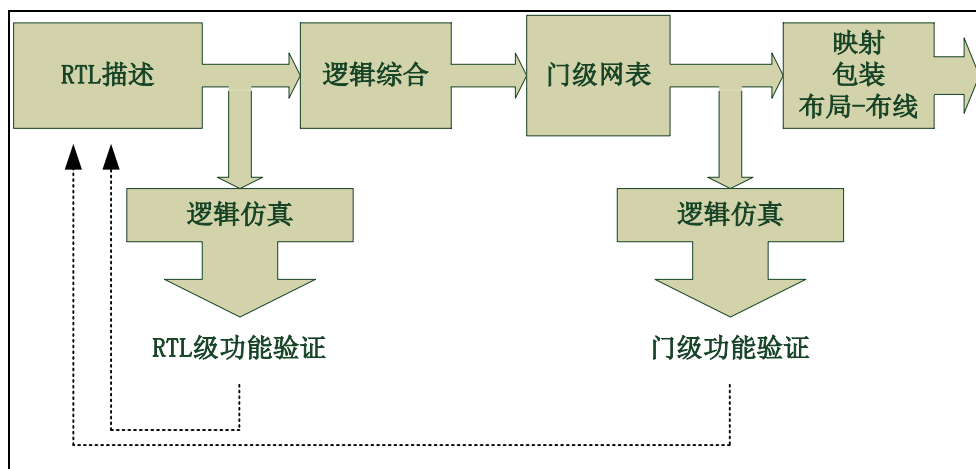 RTL描述
逻辑综合
门级网表
映射
包装
布局-布线
逻辑仿真
逻辑仿真
RTL级功能验证
门级功能验证